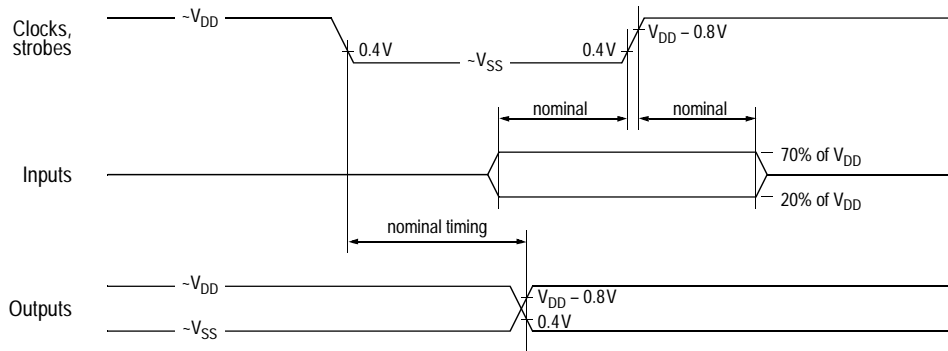 Clocks,
strobes
~VDD
0.4 V
~VSS
0.4 V
VDD – 0.8 V
nominal
nominal
Inputs
70% of VDD
20% of VDD
nominal timing
Outputs
~VDD
~VSS
VDD – 0.8 V
0.4 V